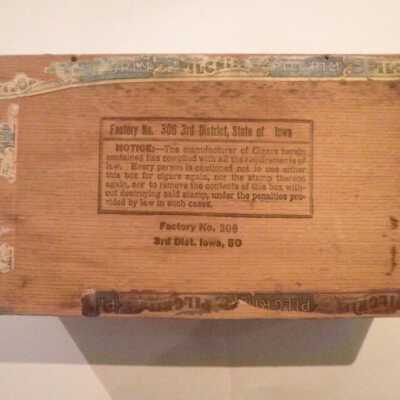 PILGRIM
Factory No. 306 3rd District, State of Iowa
NOTICE:—The manufacturer of Cigars herein
contained has complied with all the requirements of
law. Every person is cautioned not to use either
this box for cigars again, nor the stamp thereon
again, nor to remove the contents of this box with-
out destroying said stamp, under the penalties pro-
vided by law in such cases.
Factory No. 306
3rd Dist. Iowa, 50
PILGRIM